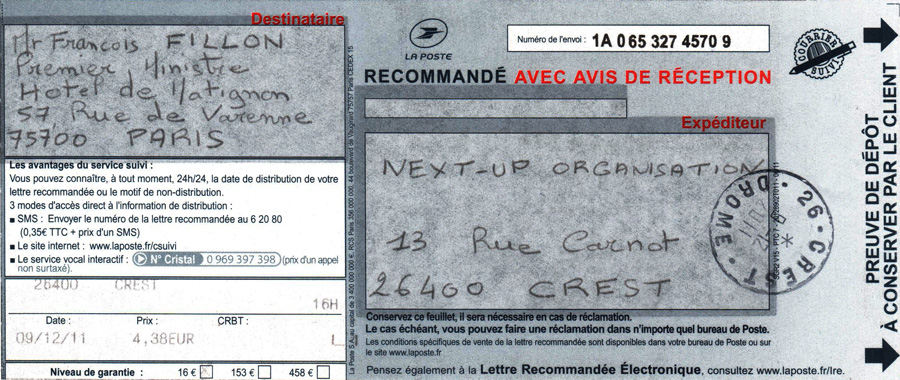 Destinataire
Mr Francois FILLON
Premier Ministre
Hotel de Matignon
57 Rue de Varenne
75700 PARIS
Les avantages du service suivi :
Vous pouvez connaître, à tout moment, 24h/24, la date de distribution de votre
lettre recommandée ou le motif de non-distribution.
3 modes d'accès direct à l'information de distribution :
■ SMS : Envoyer le numéro de la lettre recommandée au 6 20 80
(0,35€ TTC + prix d'un SMS)
■ Le site internet : www.laposte.fr/csuivi
■ Le service vocal interactif : N° Cristal 0 969 397 398 (prix d'un appel
non surtaxé).
26400 CREST
16H
Date : Prix : CRBT :
09/12/11 4,38EUR L
Niveau de garantie : 16 € 153 € 458 €
LA POSTE
Numéro de l'envoi : 1A 065 327 4570 9
COURRIER SUIVI
RECOMMANDÉ AVEC AVIS DE RÉCEPTION
Expéditeur
NEXT-UP ORGANISATION
13 Rue Carnot
26400 CREST
26-CREST
DROME
Conservez ce feuillet, il sera nécessaire en cas de réclamation.
Le cas échéant, vous pouvez faire une réclamation dans n'importe quel bureau de Poste.
Les conditions spécifiques de vente de la lettre recommandée sont disponibles dans votre bureau de Poste ou sur
le site www.laposte.fr
Pensez également à la Lettre Recommandée Électronique, consultez www.laposte.fr/lre.
PREUVE DE DÉPÔT
À CONSERVER PAR LE CLIENT